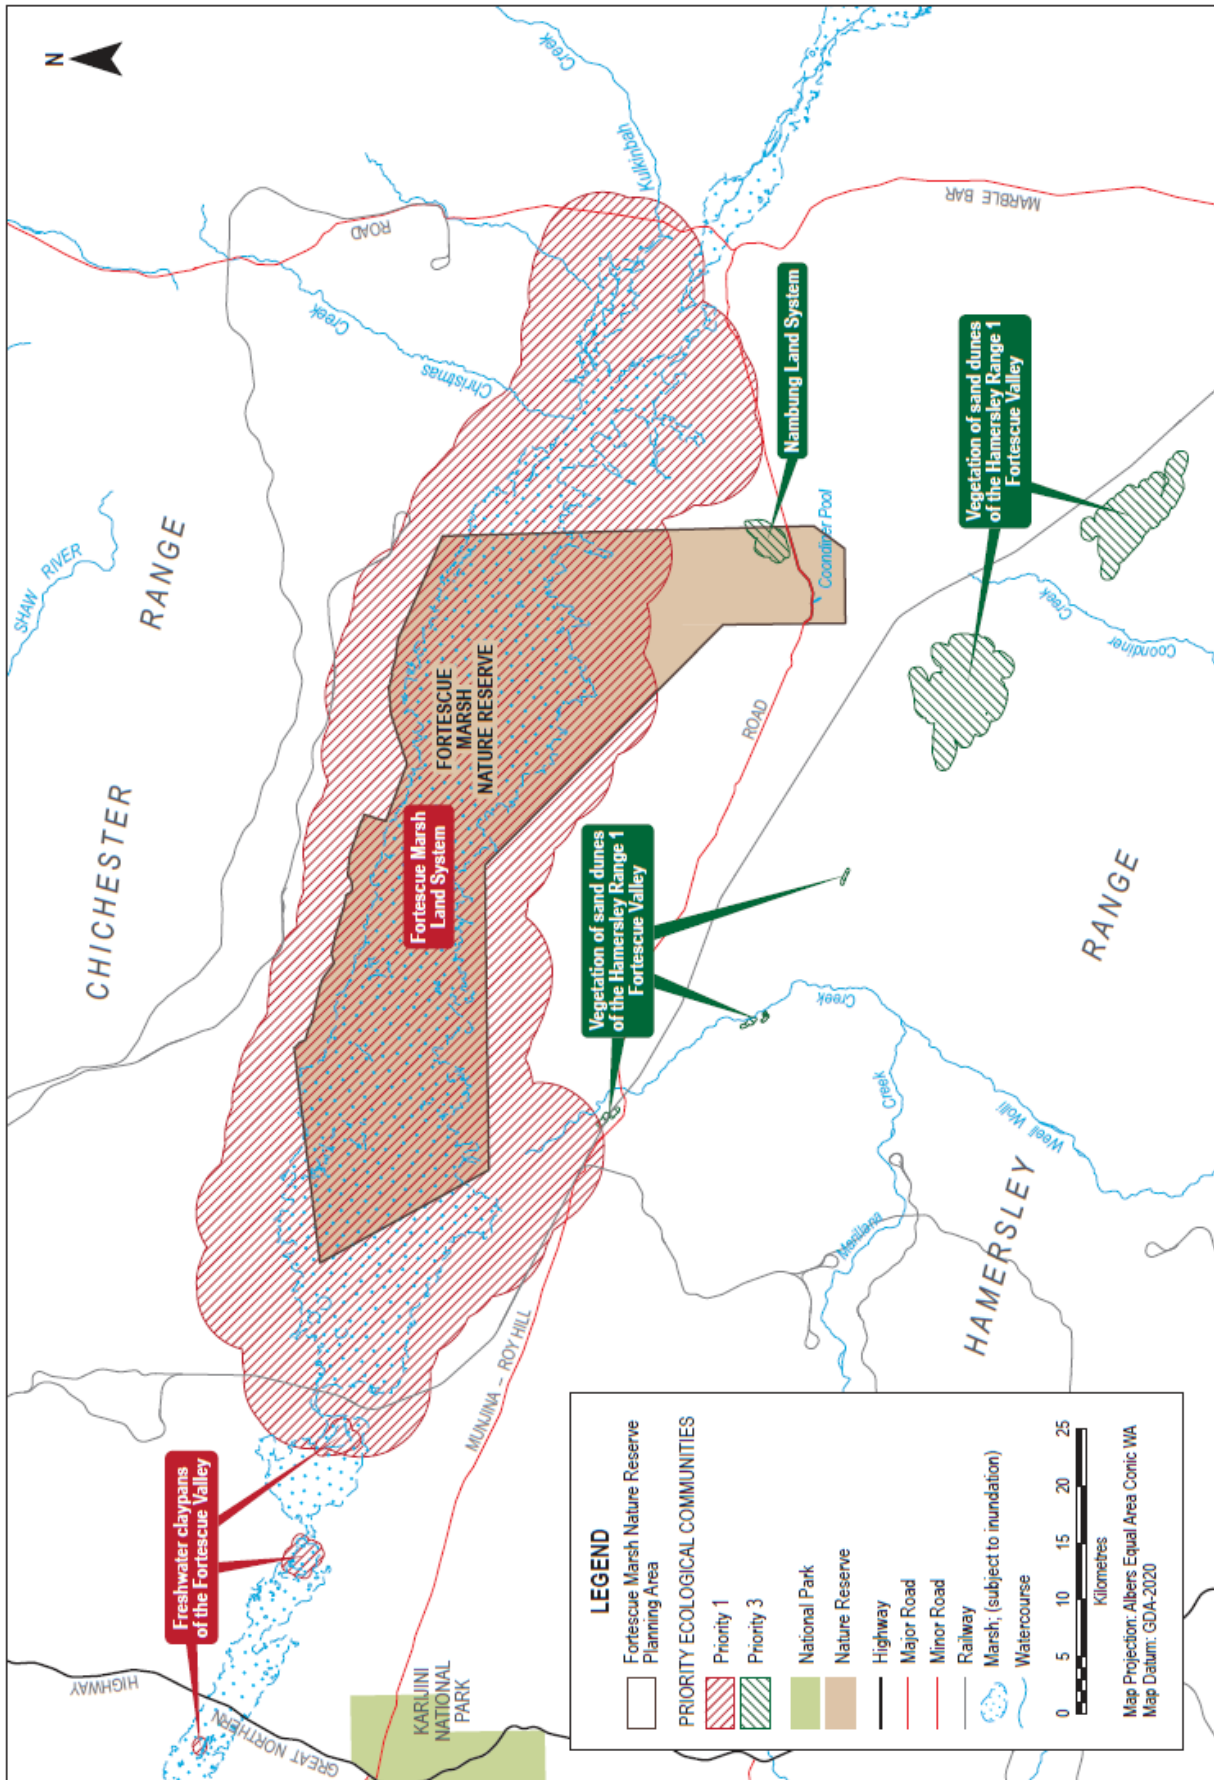 N
SHAW RIVER
CHICHESTER
RANGE
Creek
Kulkinbah
ROAD
Christmas
Creek
MARBLE BAR
Freshwater claypans
of the Fortescue Valley
Fortescue Marsh
Land System
FORTESCUE
MARSH
NATURE RESERVE
Nambung Land System
Coondiner Pool
GREAT NORTHERN
HIGHWAY
KARIJINI
NATIONAL
PARK
MUNJINA – ROY HILL
ROAD
Vegetation of sand dunes
of the Hamersley Range 1
Fortescue Valley
Vegetation of sand dunes
of the Hamersley Range 1
Fortescue Valley
Coondiner
Creek
Weeli Wolli
Creek
Marillana
Creek
HAMERSLEY
RANGE
LEGEND
Fortescue Marsh Nature Reserve
Planning Area
PRIORITY ECOLOGICAL COMMUNITIES
Priority 1
Priority 3
National Park
Nature Reserve
Highway
Major Road
Minor Road
Railway
Marsh; (subject to inundation)
Watercourse
0 5 10 15 20 25
Kilometres
Map Projection: Albers Equal Area Conic WA
Map Datum: GDA-2020